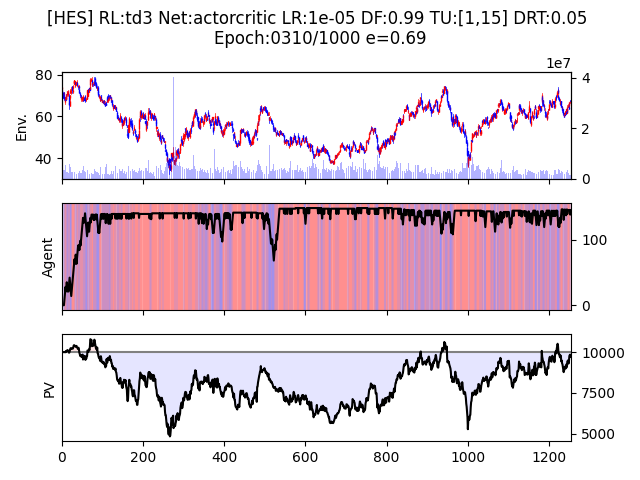 [HES] RL:td3 Net:actorcritic LR:1e-05 DF:0.99 TU:[1,15] DRT:0.05
Epoch:0310/1000 e=0.69
1e7
80
60
40
Env.
4
2
0
Agent
100
0
PV
10000
7500
5000
0 200 400 600 800 1000 1200